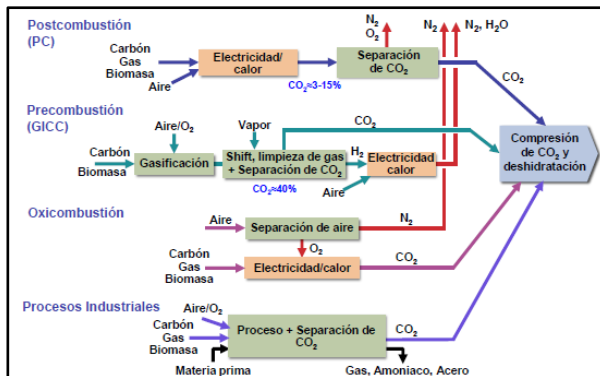 Postcombustión
(PC)
Carbón
Gas
Biomasa
Aire
Electricidad/
calor
CO₂≈3-15%
N₂
O₂
Separación
de CO₂
N₂
N₂, H₂O
CO₂
Precombustión
(GICC)
Aire/O₂
Carbón
Biomasa
Gasificación
Vapor
Shift, limpieza de gas
+ Separación de CO₂
CO₂≈40%
CO₂
H₂
Aire
Electricidad
calor
Compresión
de CO₂ y
deshidratación
Oxicombustión
Aire
Separación de aire
N₂
O₂
Carbón
Gas
Biomasa
Electricidad/calor
CO₂
Procesos Industriales
Aire/O₂
Carbón
Gas
Biomasa
Proceso + Separación de
CO₂
CO₂
Materia prima
Gas, Amoniaco, Acero